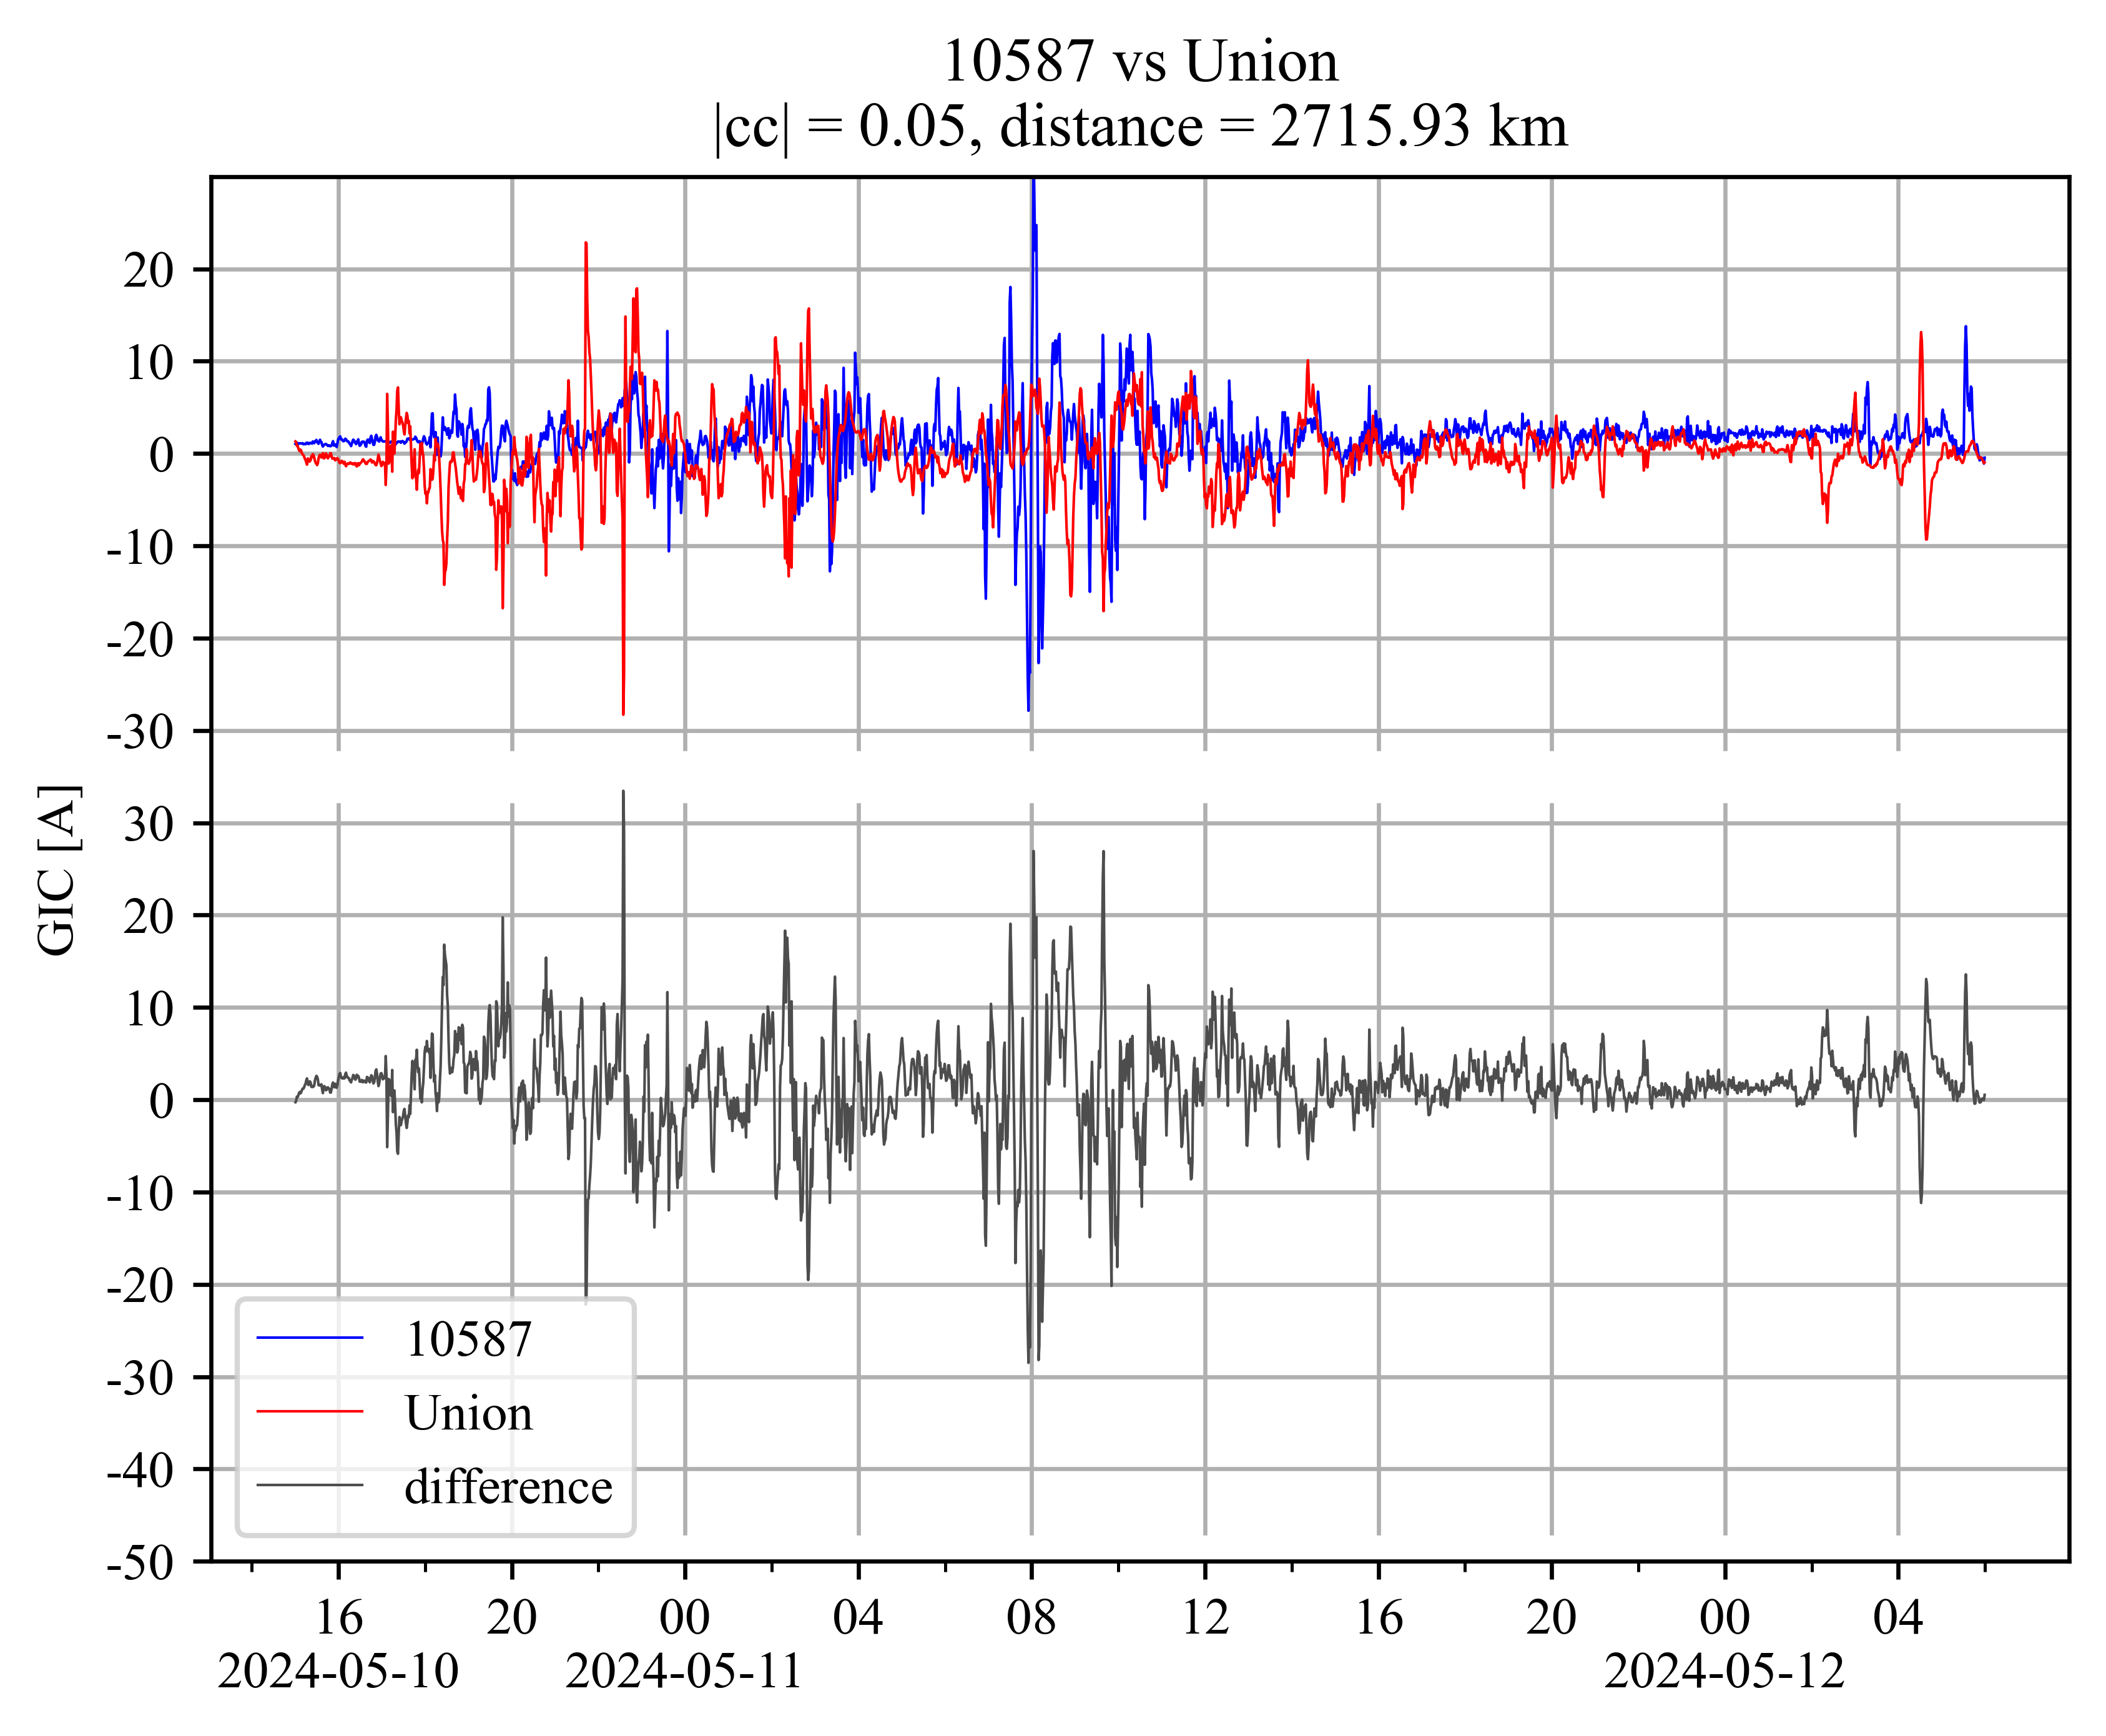 10587 vs Union
|cc| = 0.05, distance = 2715.93 km
GIC [A]
20
10
0
-10
-20
-30
30
20
10
0
-10
-20
-30
-40
-50
10587
Union
difference
16 20 00 04 08 12 16 20 00 04
2024-05-10 2024-05-11 2024-05-12